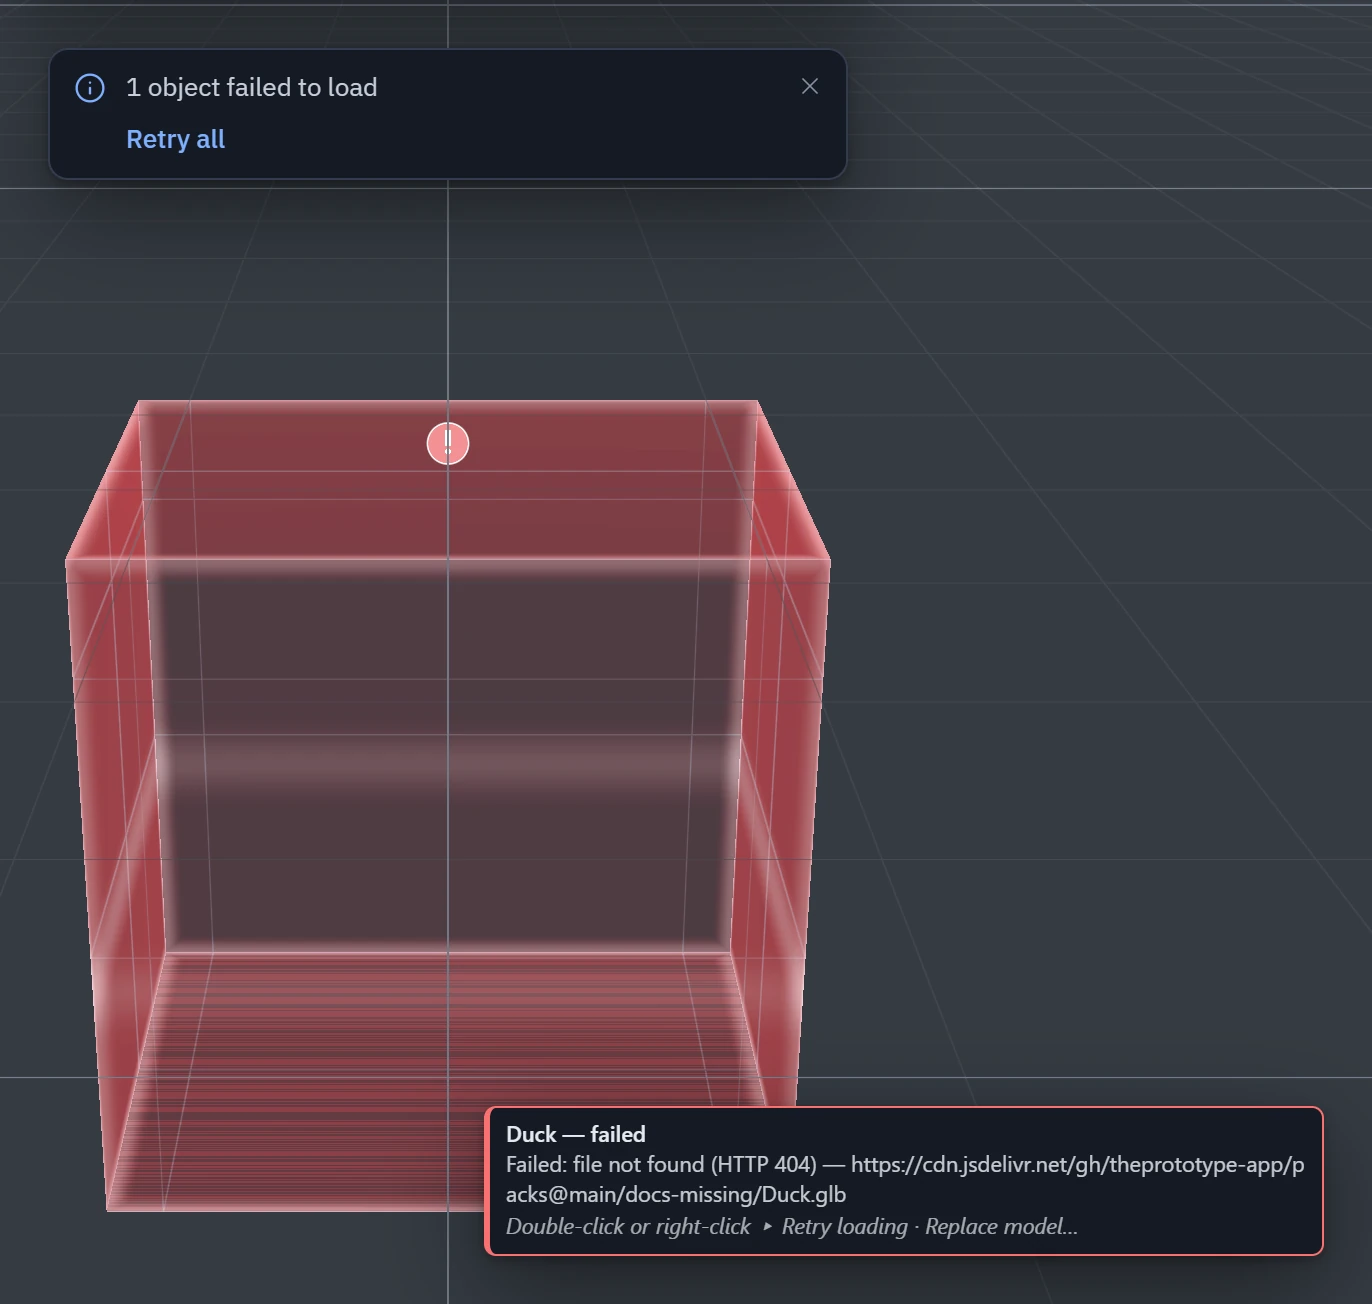 1 object failed to load
Retry all
!
Duck — failed
Failed: file not found (HTTP 404) — https://cdn.jsdelivr.net/gh/theprototype-app/p
acks@main/docs-missing/Duck.glb
Double-click or right-click ‣ Retry loading · Replace model…